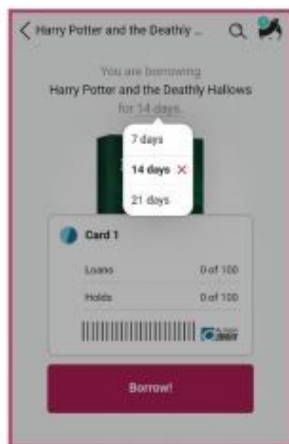 Harry Potter and the Deathly ...
You are borrowing
Harry Potter and the Deathly Hallows
for 14 days.
7 days
14 days ×
21 days
Card 1
Loans 0 of 100
Holds 0 of 100
Borrow!